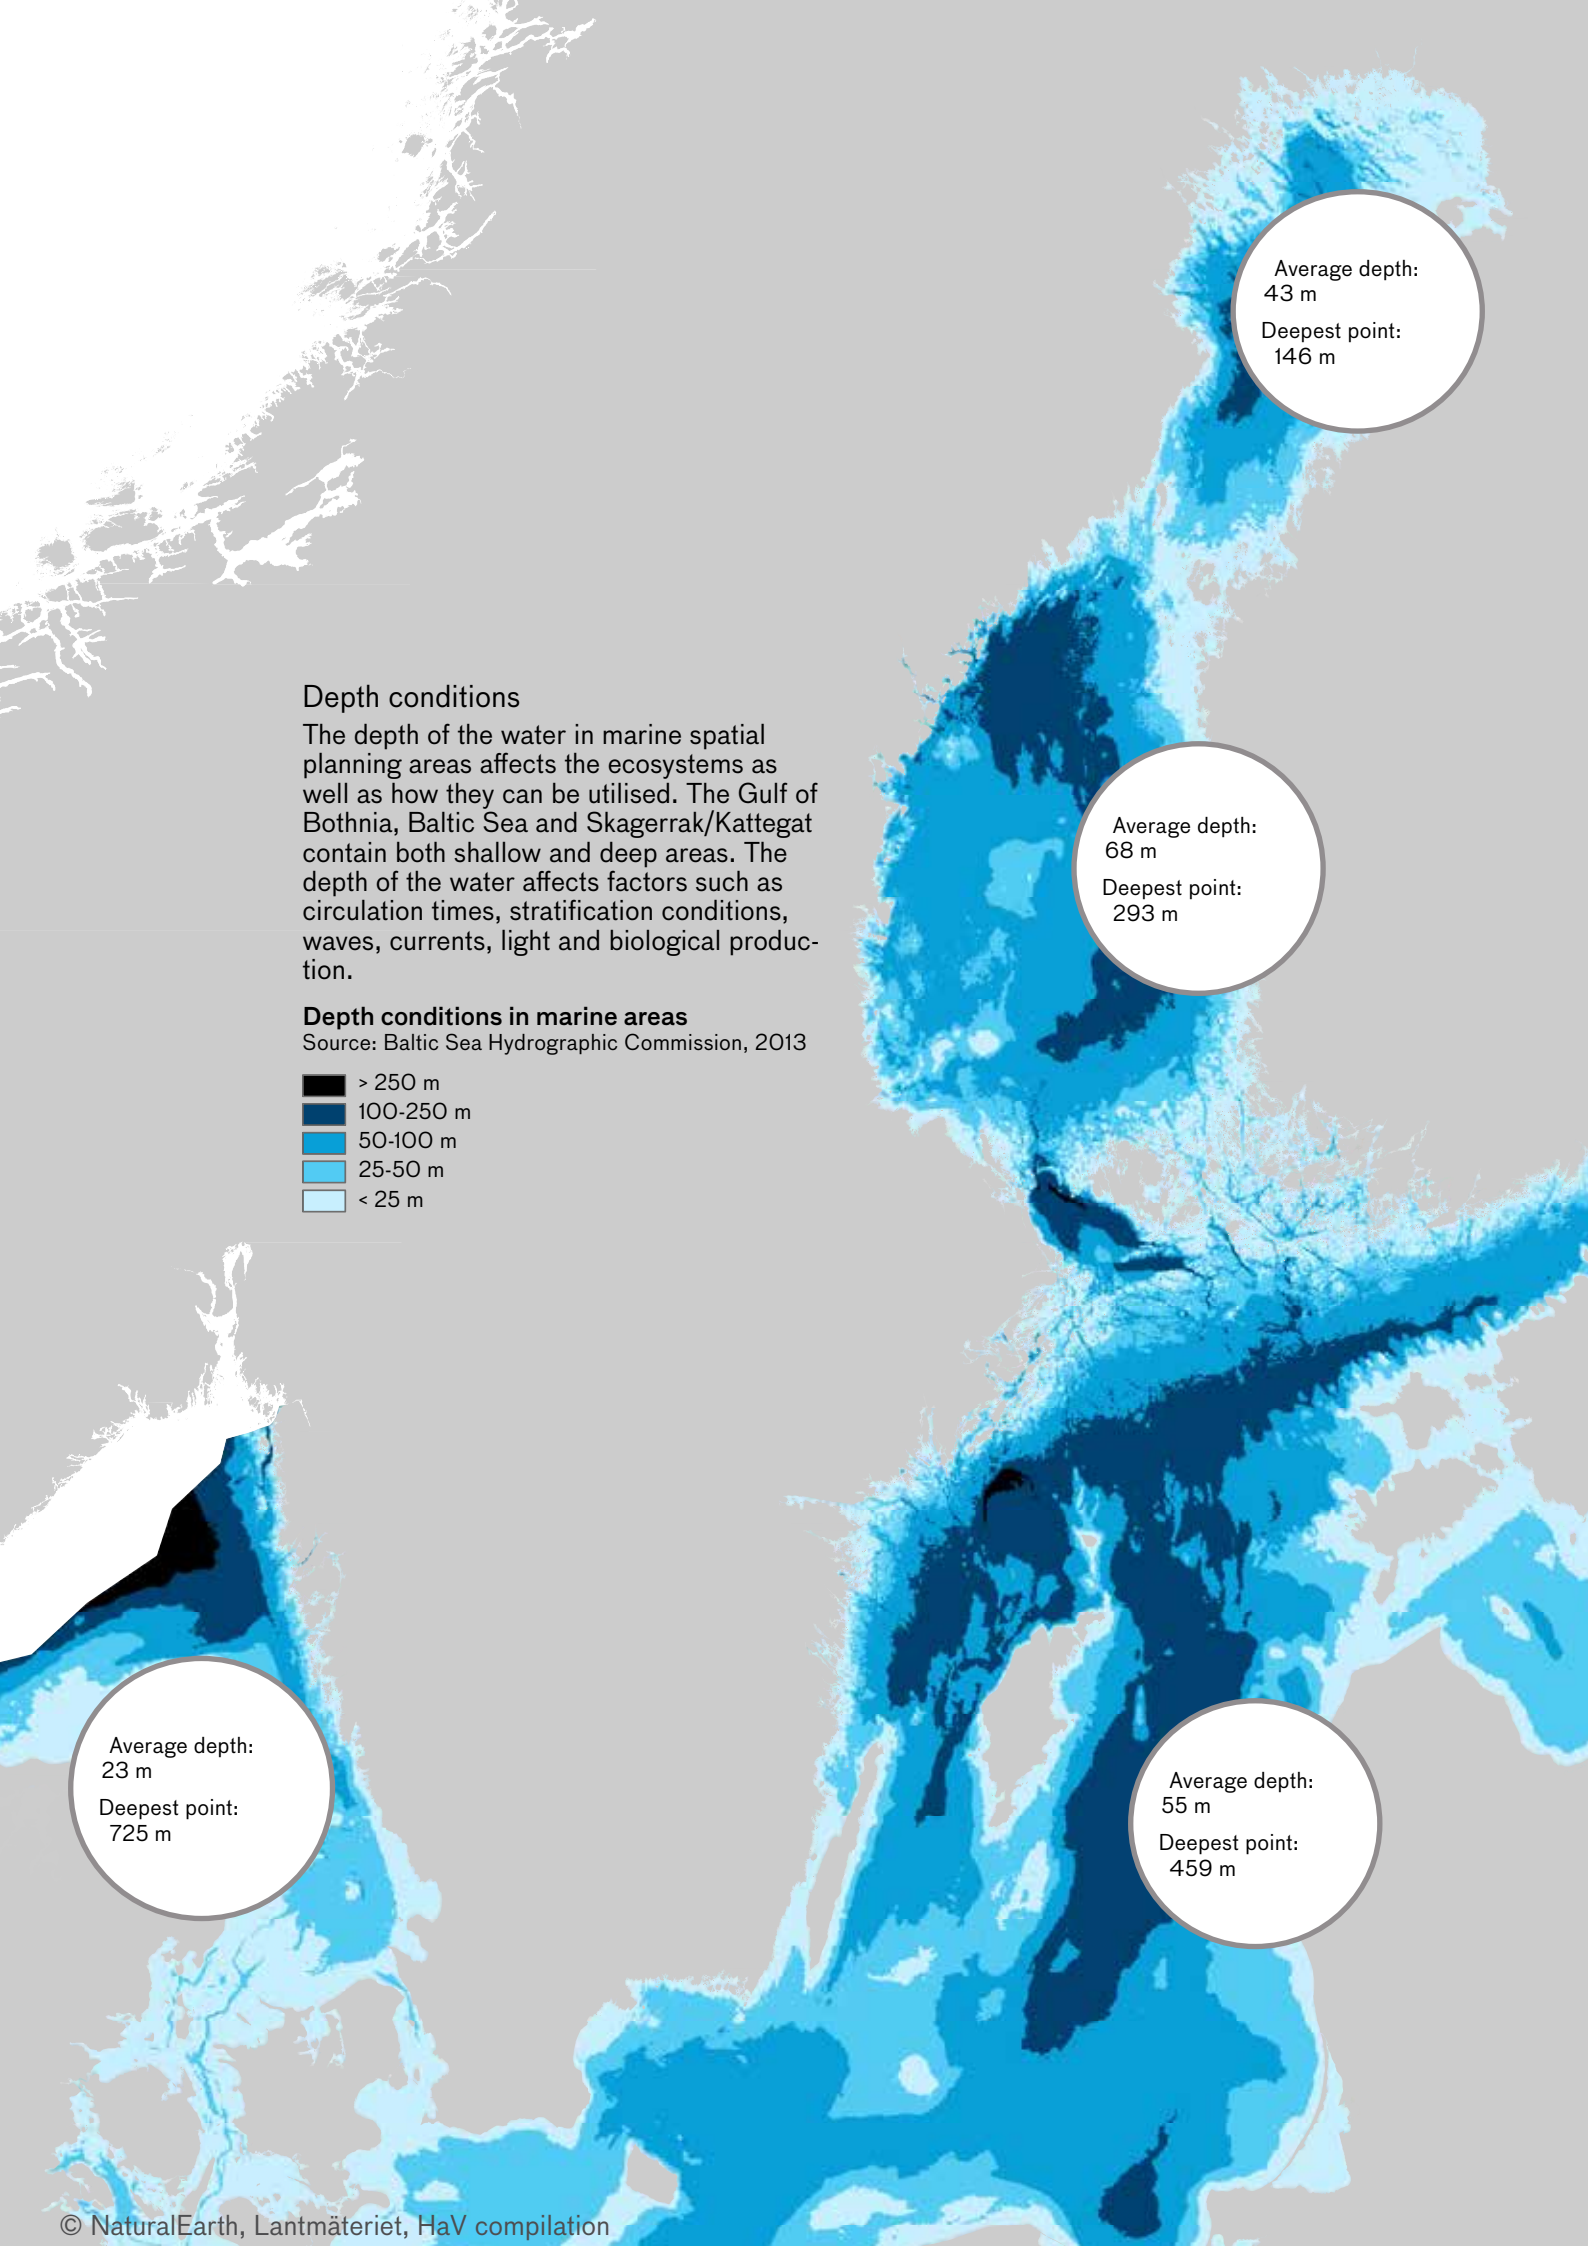 Average depth:
43 m
Deepest point:
146 m
Depth conditions
The depth of the water in marine spatial
planning areas affects the ecosystems as
well as how they can be utilised. The Gulf of
Bothnia, Baltic Sea and Skagerrak/Kattegat
contain both shallow and deep areas. The
depth of the water affects factors such as
circulation times, stratification conditions,
waves, currents, light and biological produc-
tion.
Average depth:
68 m
Deepest point:
293 m
Depth conditions in marine areas
Source: Baltic Sea Hydrographic Commission, 2013
> 250 m
100-250 m
50-100 m
25-50 m
< 25 m
Average depth:
23 m
Deepest point:
725 m
Average depth:
55 m
Deepest point:
459 m
© NaturalEarth, Lantmäteriet, HaV compilation